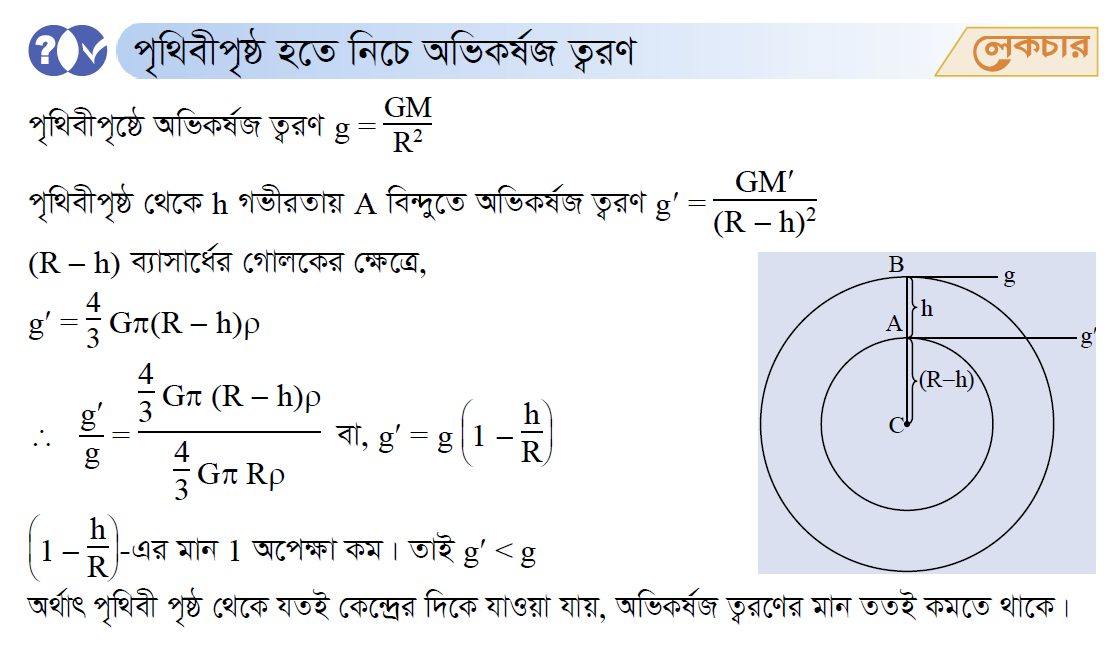 পৃথিবীপৃষ্ঠ হতে নিচে অভিকর্ষজ ত্বরণ
লেকচার
পৃথিবীপৃষ্ঠে অভিকর্ষজ ত্বরণ g = GM/R²
পৃথিবীপৃষ্ঠ থেকে h গভীরতায় A বিন্দুতে অভিকর্ষজ ত্বরণ g′ = GM′/(R – h)²
(R – h) ব্যাসার্ধের গোলকের ক্ষেত্রে,
g′ = 4/3 Gπ(R – h)ρ
∴ g′/g = (4/3 Gπ (R – h)ρ)/(4/3 Gπ Rρ) বা, g′ = g (1 – h/R)
(1 – h/R)-এর মান 1 অপেক্ষা কম। তাই g′ < g
অর্থাৎ পৃথিবী পৃষ্ঠ থেকে যতই কেন্দ্রের দিকে যাওয়া যায়, অভিকর্ষজ ত্বরণের মান ততই কমতে থাকে।
B
g
h
A
g′
(R–h)
C